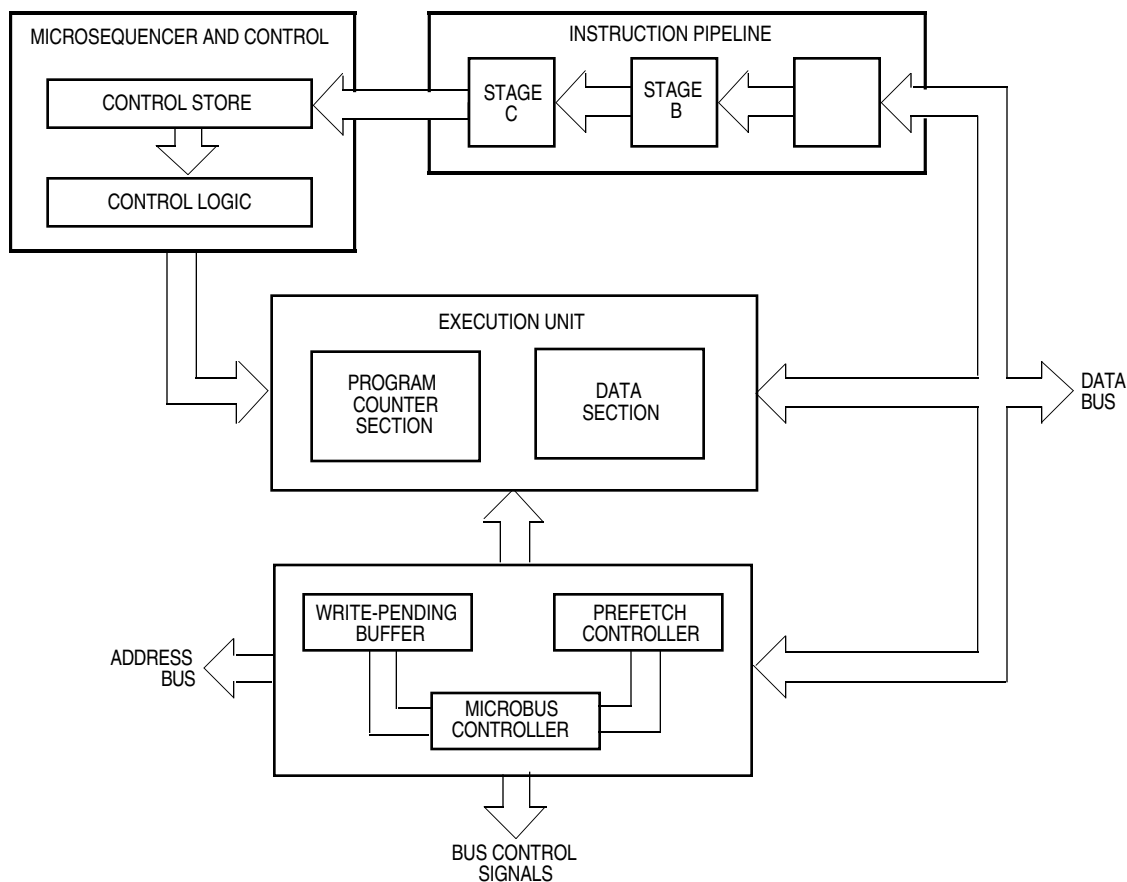 MICROSEQUENCER AND CONTROL
CONTROL STORE
CONTROL LOGIC
INSTRUCTION PIPELINE
STAGE
C
STAGE
B
EXECUTION UNIT
PROGRAM
COUNTER
SECTION
DATA
SECTION
DATA
BUS
WRITE-PENDING
BUFFER
PREFETCH
CONTROLLER
MICROBUS
CONTROLLER
ADDRESS
BUS
BUS CONTROL
SIGNALS